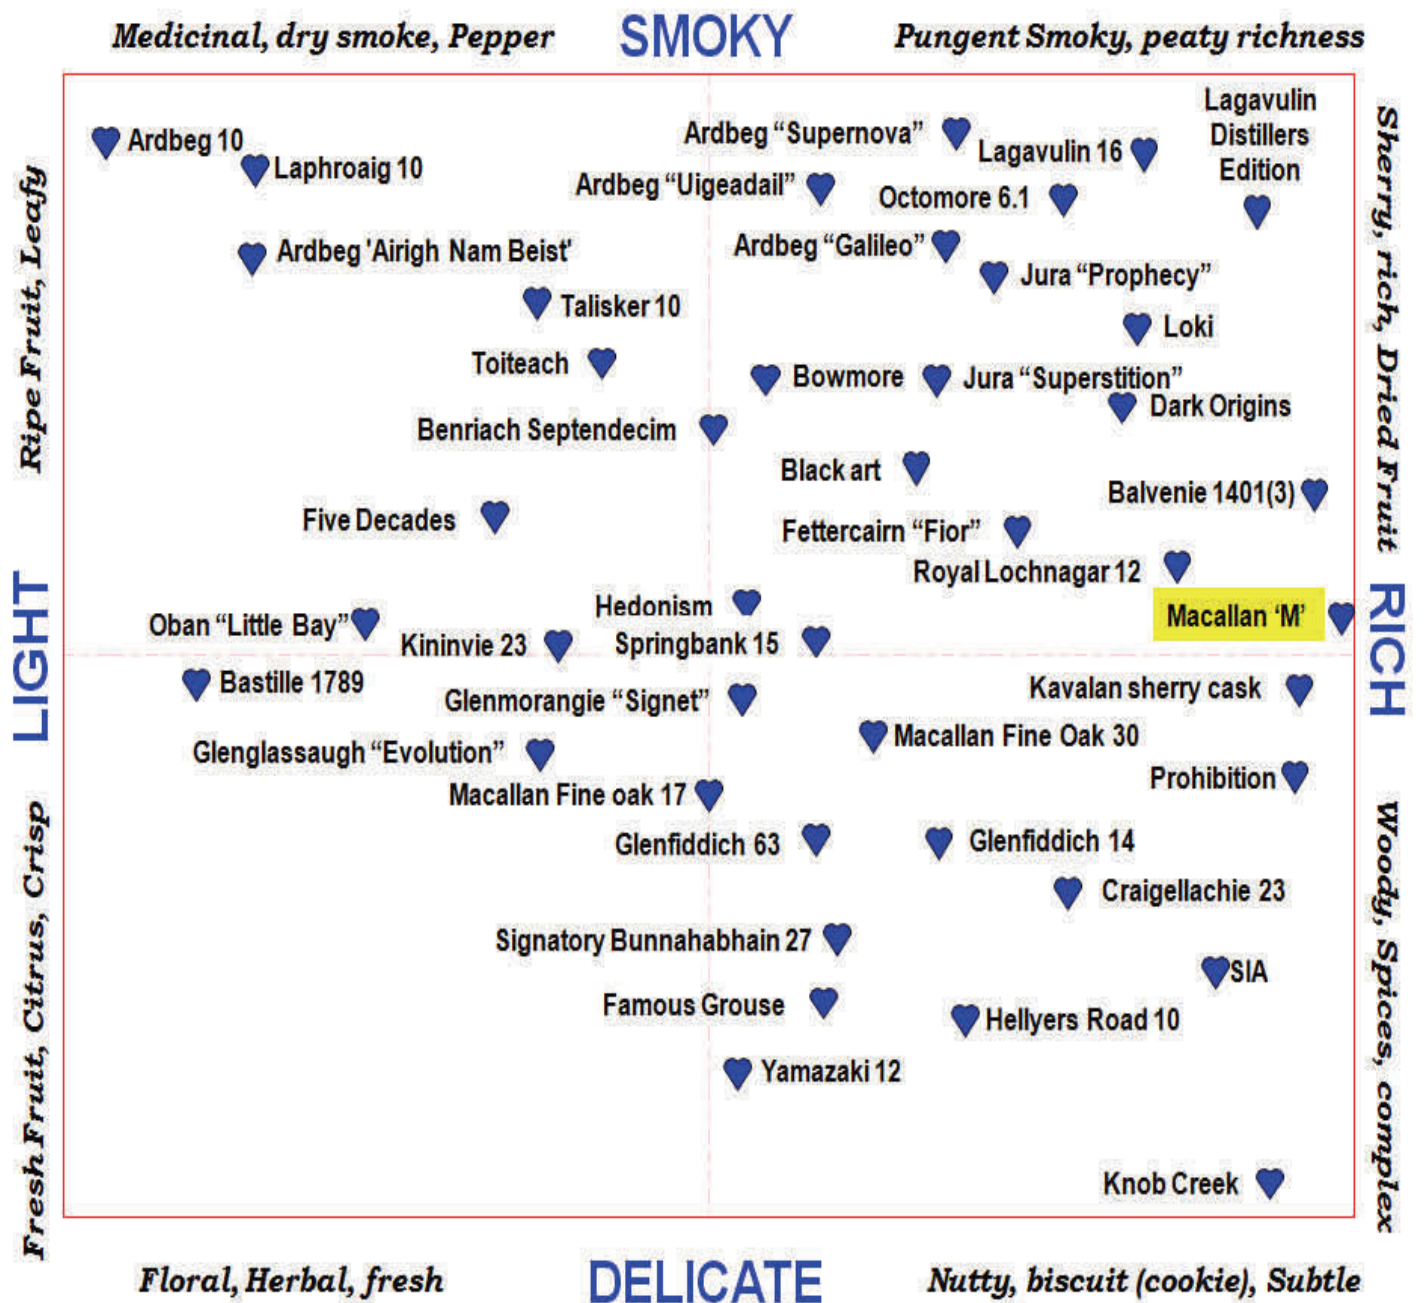 Medicinal, dry smoke, Pepper
SMOKY
Pungent Smoky, peaty richness
Ripe Fruit, Leafy
LIGHT
Fresh Fruit, Citrus, Crisp
Ardbeg 10
Laphroaig 10
Ardbeg 'Airigh Nam Beist'
Talisker 10
Toiteach
Benriach Septendecim
Five Decades
Oban “Little Bay”
Kininvie 23
Ardbeg “Supernova”
Lagavulin 16
Lagavulin
Distillers
Edition
Ardbeg “Uigeadail”
Octomore 6.1
Ardbeg “Galileo”
Jura “Prophecy”
Loki
Bowmore
Jura “Superstition”
Dark Origins
Black art
Balvenie 1401(3)
Fettercairn “Fior”
Royal Lochnagar 12
Hedonism
Macallan ‘M’
Springbank 15
Bastille 1789
Glenmorangie “Signet”
Kavalan sherry cask
Glenglassaugh “Evolution”
Macallan Fine Oak 30
Prohibition
Macallan Fine oak 17
Glenfiddich 63
Glenfiddich 14
Craigellachie 23
Signatory Bunnahabhain 27
SIA
Famous Grouse
Hellyers Road 10
Yamazaki 12
Knob Creek
Sherry, rich, Dried Fruit
RICH
Woody, Spices, complex
Floral, Herbal, fresh
DELICATE
Nutty, biscuit (cookie), Subtle